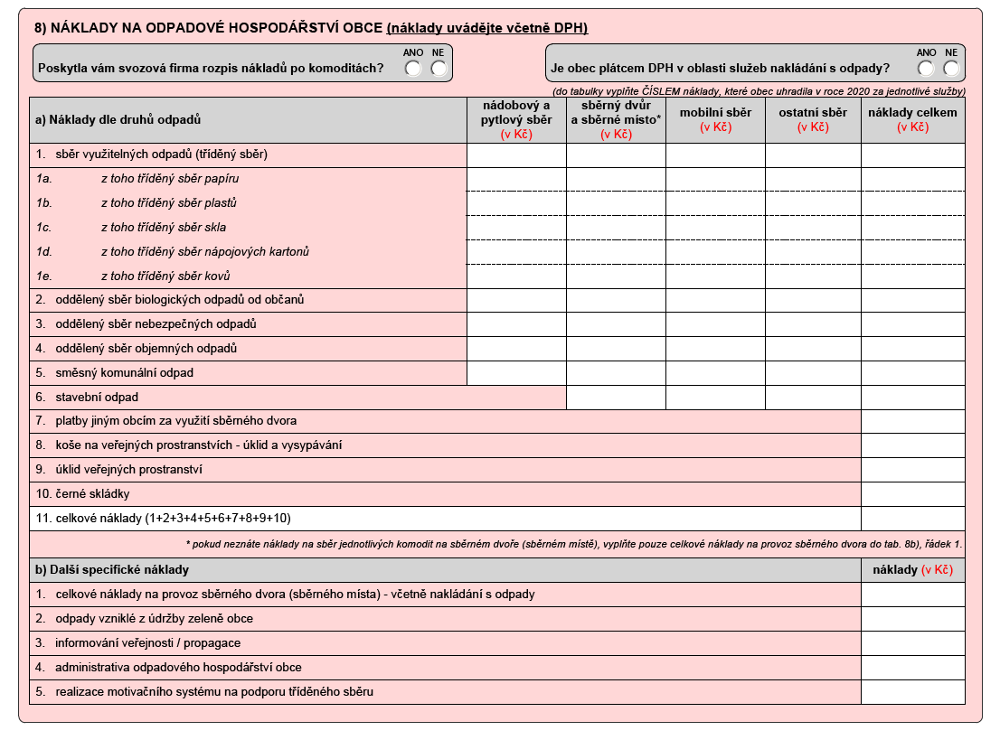 8) NÁKLADY NA ODPADOVÉ HOSPODÁŘSTVÍ OBCE (náklady uvádějte včetně DPH)
ANO NE
Poskytla vám svozová firma rozpis nákladů po komoditách?
ANO NE
Je obec plátcem DPH v oblasti služeb nakládání s odpady?
(do tabulky vyplňte ČÍSLEM náklady, které obec uhradila v roce 2020 za jednotlivé služby)
a) Náklady dle druhů odpadů
nádobový a pytlový sběr (v Kč)
sběrný dvůr a sběrné místo* (v Kč)
mobilní sběr (v Kč)
ostatní sběr (v Kč)
náklady celkem (v Kč)
1. sběr využitelných odpadů (tříděný sběr)
1a. z toho tříděný sběr papíru
1b. z toho tříděný sběr plastů
1c. z toho tříděný sběr skla
1d. z toho tříděný sběr nápojových kartonů
1e. z toho tříděný sběr kovů
2. oddělený sběr biologických odpadů od občanů
3. oddělený sběr nebezpečných odpadů
4. oddělený sběr objemných odpadů
5. směsný komunální odpad
6. stavební odpad
7. platby jiným obcím za využití sběrného dvora
8. koše na veřejných prostranstvích - úklid a vysypávání
9. úklid veřejných prostranství
10. černé skládky
11. celkové náklady (1+2+3+4+5+6+7+8+9+10)
* pokud neznáte náklady na sběr jednotlivých komodit na sběrném dvoře (sběrném místě), vyplňte pouze celkové náklady na provoz sběrného dvora do tab. 8b), řádek 1.
b) Další specifické náklady
náklady (v Kč)
1. celkové náklady na provoz sběrného dvora (sběrného místa) - včetně nakládání s odpady
2. odpady vzniklé z údržby zeleně obce
3. informování veřejnosti / propagace
4. administrativa odpadového hospodářství obce
5. realizace motivačního systému na podporu tříděného sběru